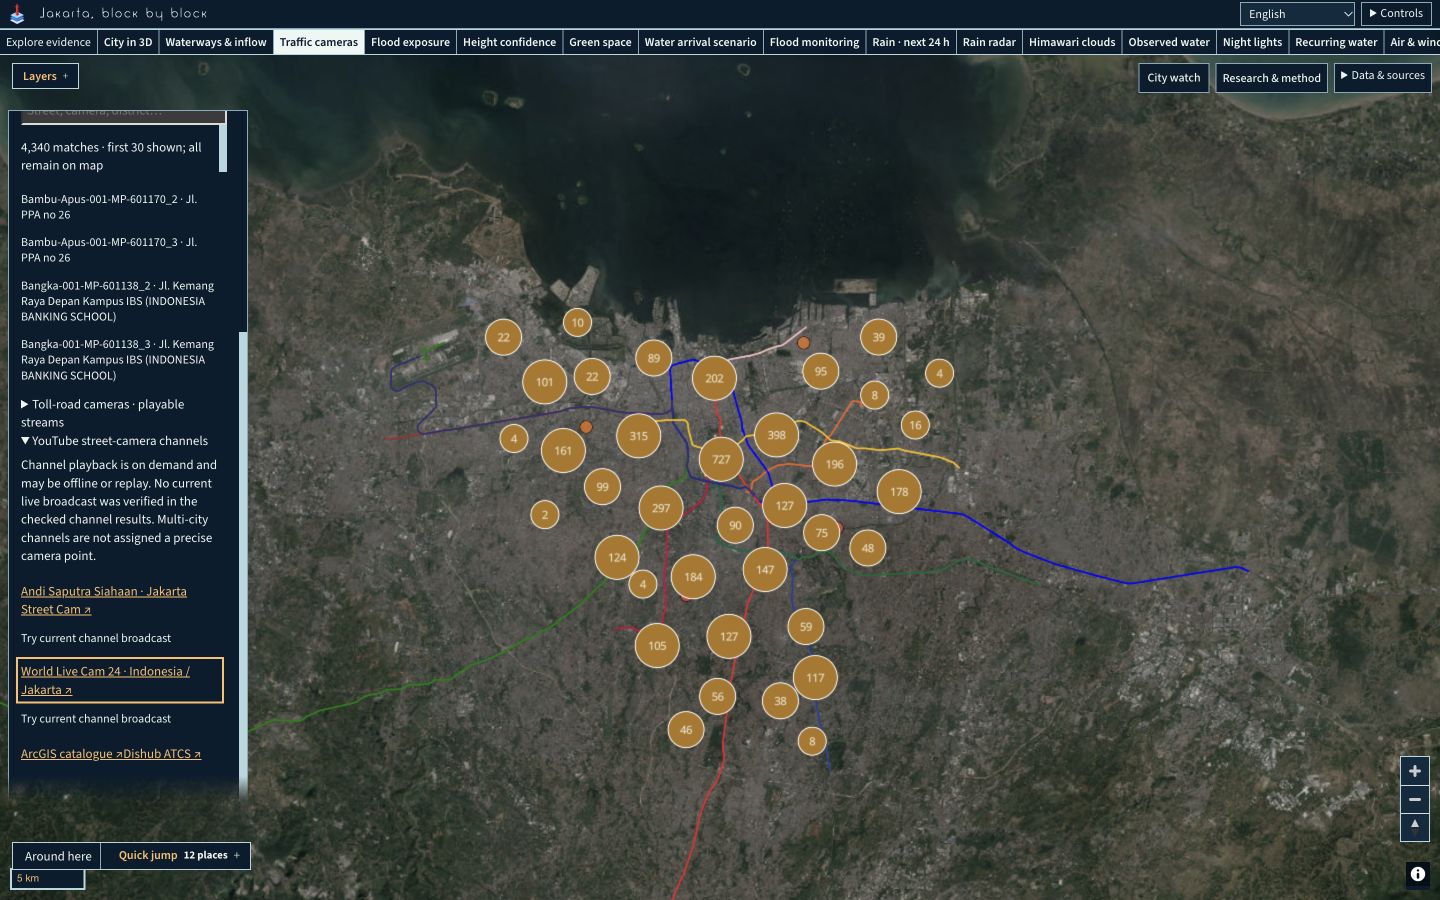 Jakarta, block by block
English
Controls
Explore evidence
City in 3D
Waterways & inflow
Traffic cameras
Flood exposure
Height confidence
Green space
Water arrival scenario
Flood monitoring
Rain · next 24 h
Rain radar
Himawari clouds
Observed water
Night lights
Recurring water
Air & wind
Layers +
City watch
Research & method
Data & sources
Street, camera, district…
4,340 matches · first 30 shown; all
remain on map
Bambu-Apus-001-MP-601170_2 · Jl.
PPA no 26
Bambu-Apus-001-MP-601170_3 · Jl.
PPA no 26
Bangka-001-MP-601138_2 · Jl. Kemang
Raya Depan Kampus IBS (INDONESIA
BANKING SCHOOL)
Bangka-001-MP-601138_3 · Jl. Kemang
Raya Depan Kampus IBS (INDONESIA
BANKING SCHOOL)
Toll-road cameras · playable
streams
YouTube street-camera channels
Channel playback is on demand and
may be offline or replay. No current
live broadcast was verified in the
checked channel results. Multi-city
channels are not assigned a precise
camera point.
Andi Saputra Siahaan · Jakarta
Street Cam ↗
Try current channel broadcast
World Live Cam 24 · Indonesia /
Jakarta ↗
Try current channel broadcast
ArcGIS catalogue ↗Dishub ATCS ↗
10
22
39
89
95
4
22
202
101
8
16
4
315
398
161
727
196
99
178
297
127
2
90
75
48
124
147
184
4
59
127
105
117
56
38
46
8
Around here
Quick jump 12 places +
5 km